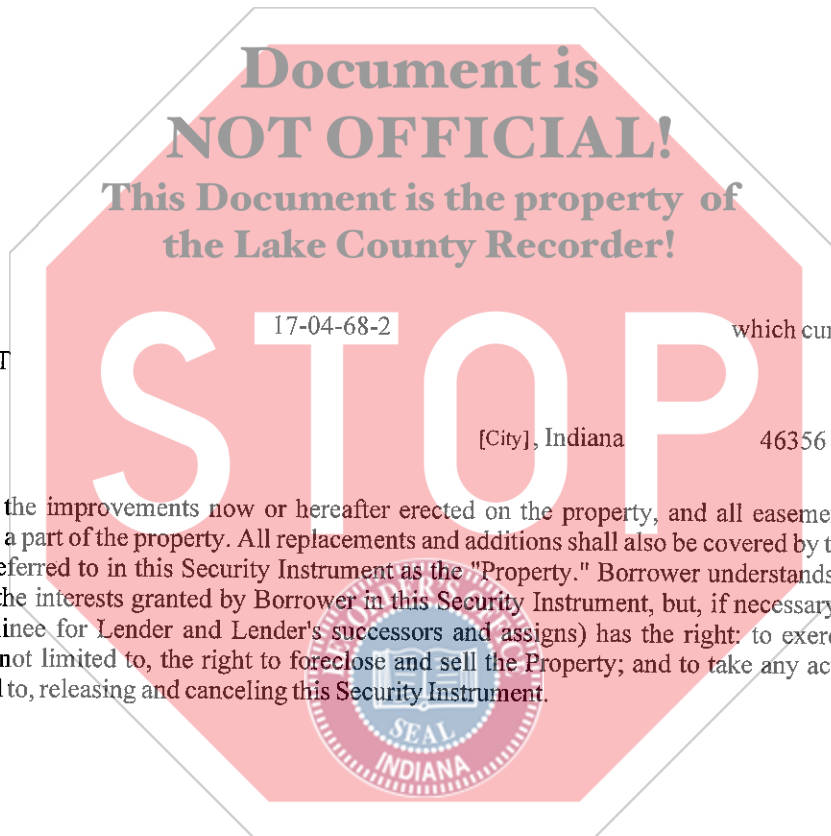 Document is
NOT OFFICIAL!
This Document is the property of
the Lake County Recorder!
STOP
17-04-68-2 which cur
T
[City], Indiana 46356
the improvements now or hereafter erected on the property, and all easeme
a part of the property. All replacements and additions shall also be covered by t
eferred to in this Security Instrument as the "Property." Borrower understands
he interests granted by Borrower in this Security Instrument, but, if necessary
inee for Lender and Lender's successors and assigns) has the right: to exer
not limited to, the right to foreclose and sell the Property; and to take any ac
l to, releasing and canceling this Security Instrument.
SEAL
INDIANA